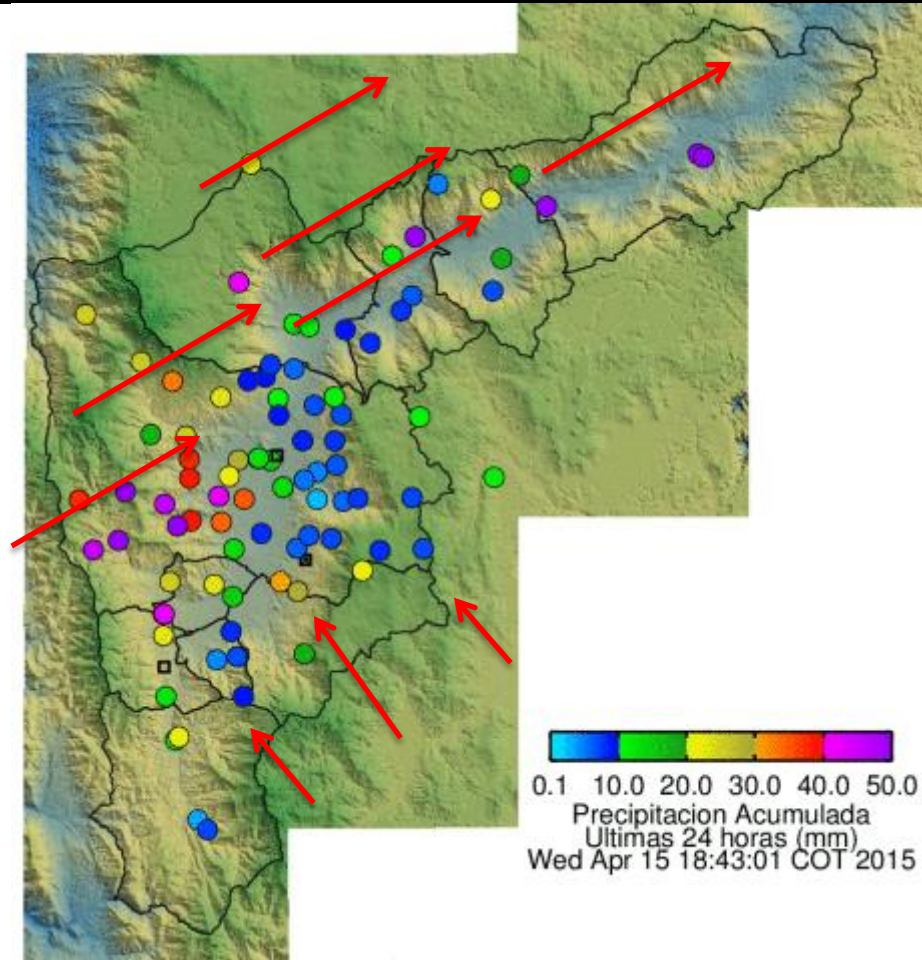 0.1 10.0 20.0 30.0 40.0 50.0
Precipitacion Acumulada
Ultimas 24 horas (mm)
Wed Apr 15 18:43:01 COT 2015